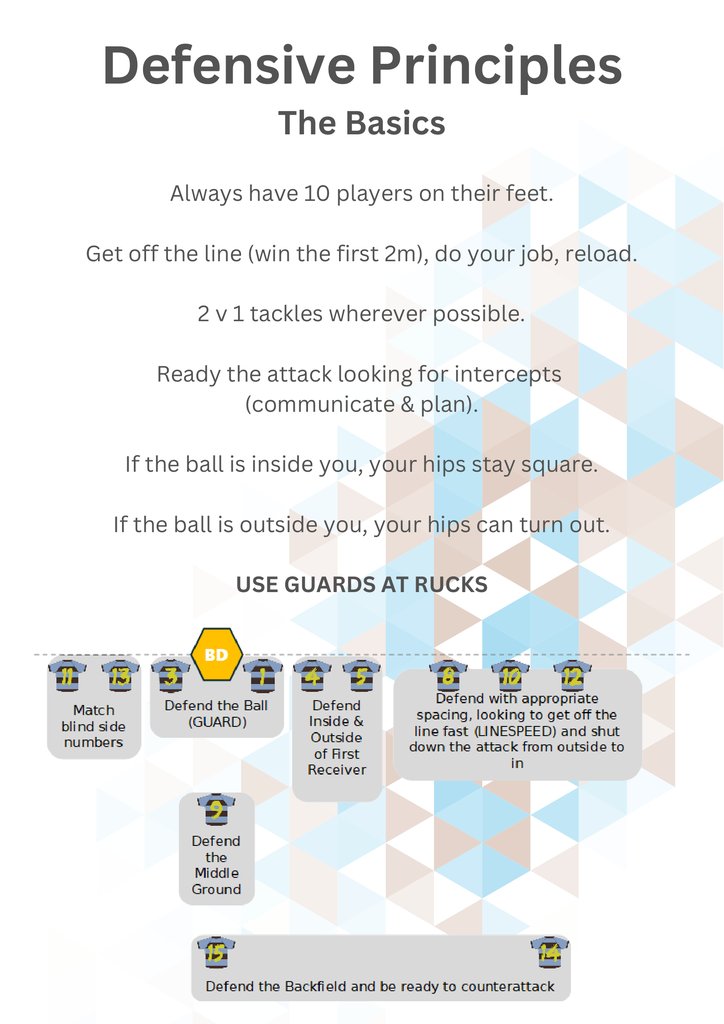 Defensive Principles
The Basics
Always have 10 players on their feet.
Get off the line (win the first 2m), do your job, reload.
2 v 1 tackles wherever possible.
Ready the attack looking for intercepts
(communicate & plan).
If the ball is inside you, your hips stay square.
If the ball is outside you, your hips can turn out.
USE GUARDS AT RUCKS
BD
11 13 3 1 4 5 8 10 12
Match
blind side
numbers
Defend the Ball
(GUARD)
Defend
Inside &
Outside
of First
Receiver
Defend with appropriate
spacing, looking to get off the
line fast (LINESPEED) and shut
down the attack from outside to
in
9
Defend
the
Middle
Ground
15 14
Defend the Backfield and be ready to counterattack